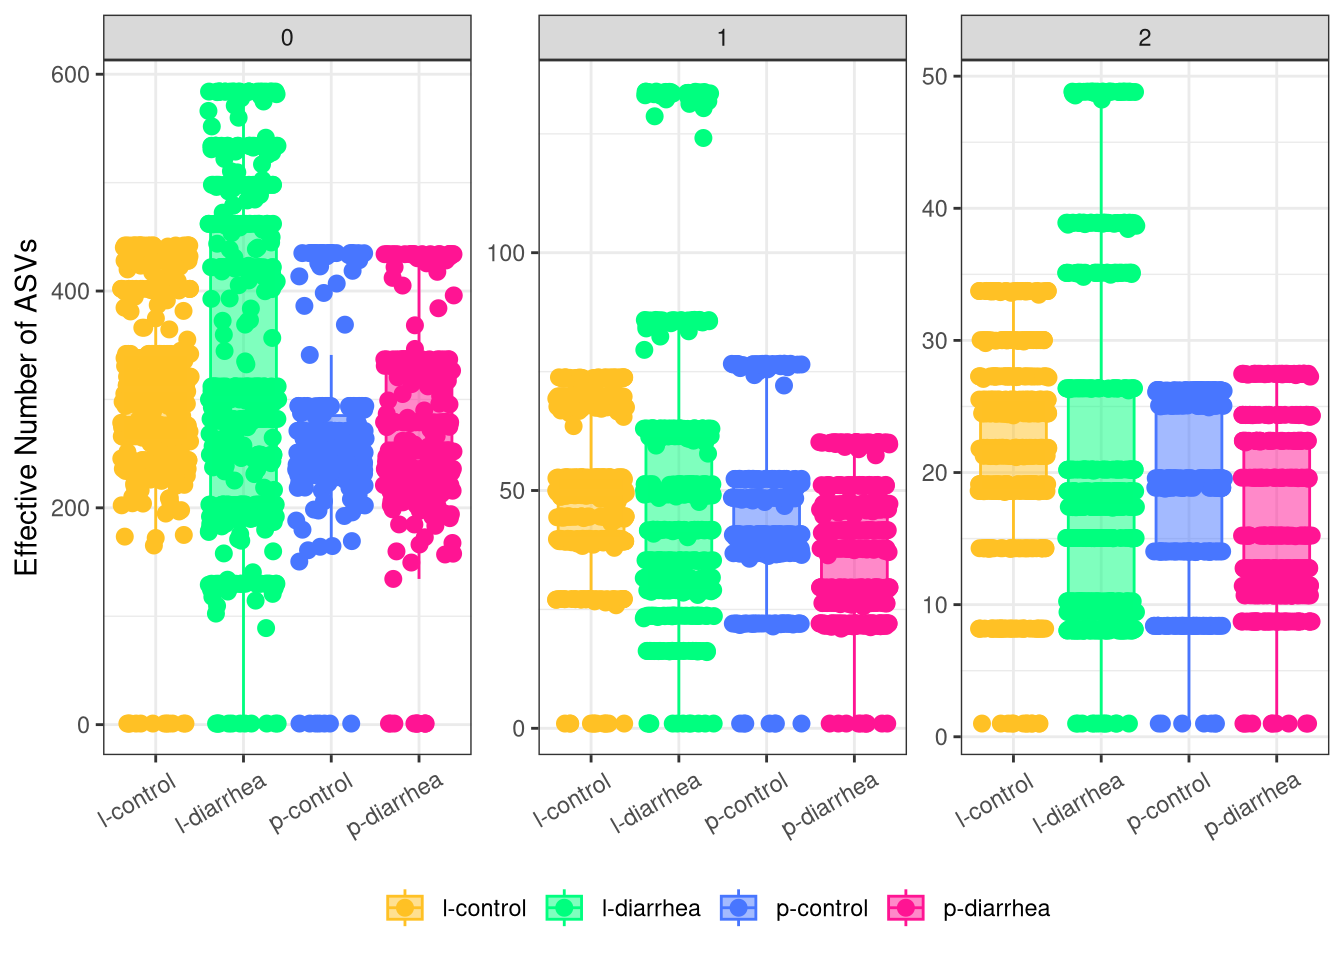 0
1
2
Effective Number of ASVs
600
400
200
0
100
50
0
50
40
30
20
10
0
l-control
l-diarrhea
p-control
p-diarrhea
l-control
l-diarrhea
p-control
p-diarrhea
l-control
l-diarrhea
p-control
p-diarrhea
l-control l-diarrhea p-control p-diarrhea